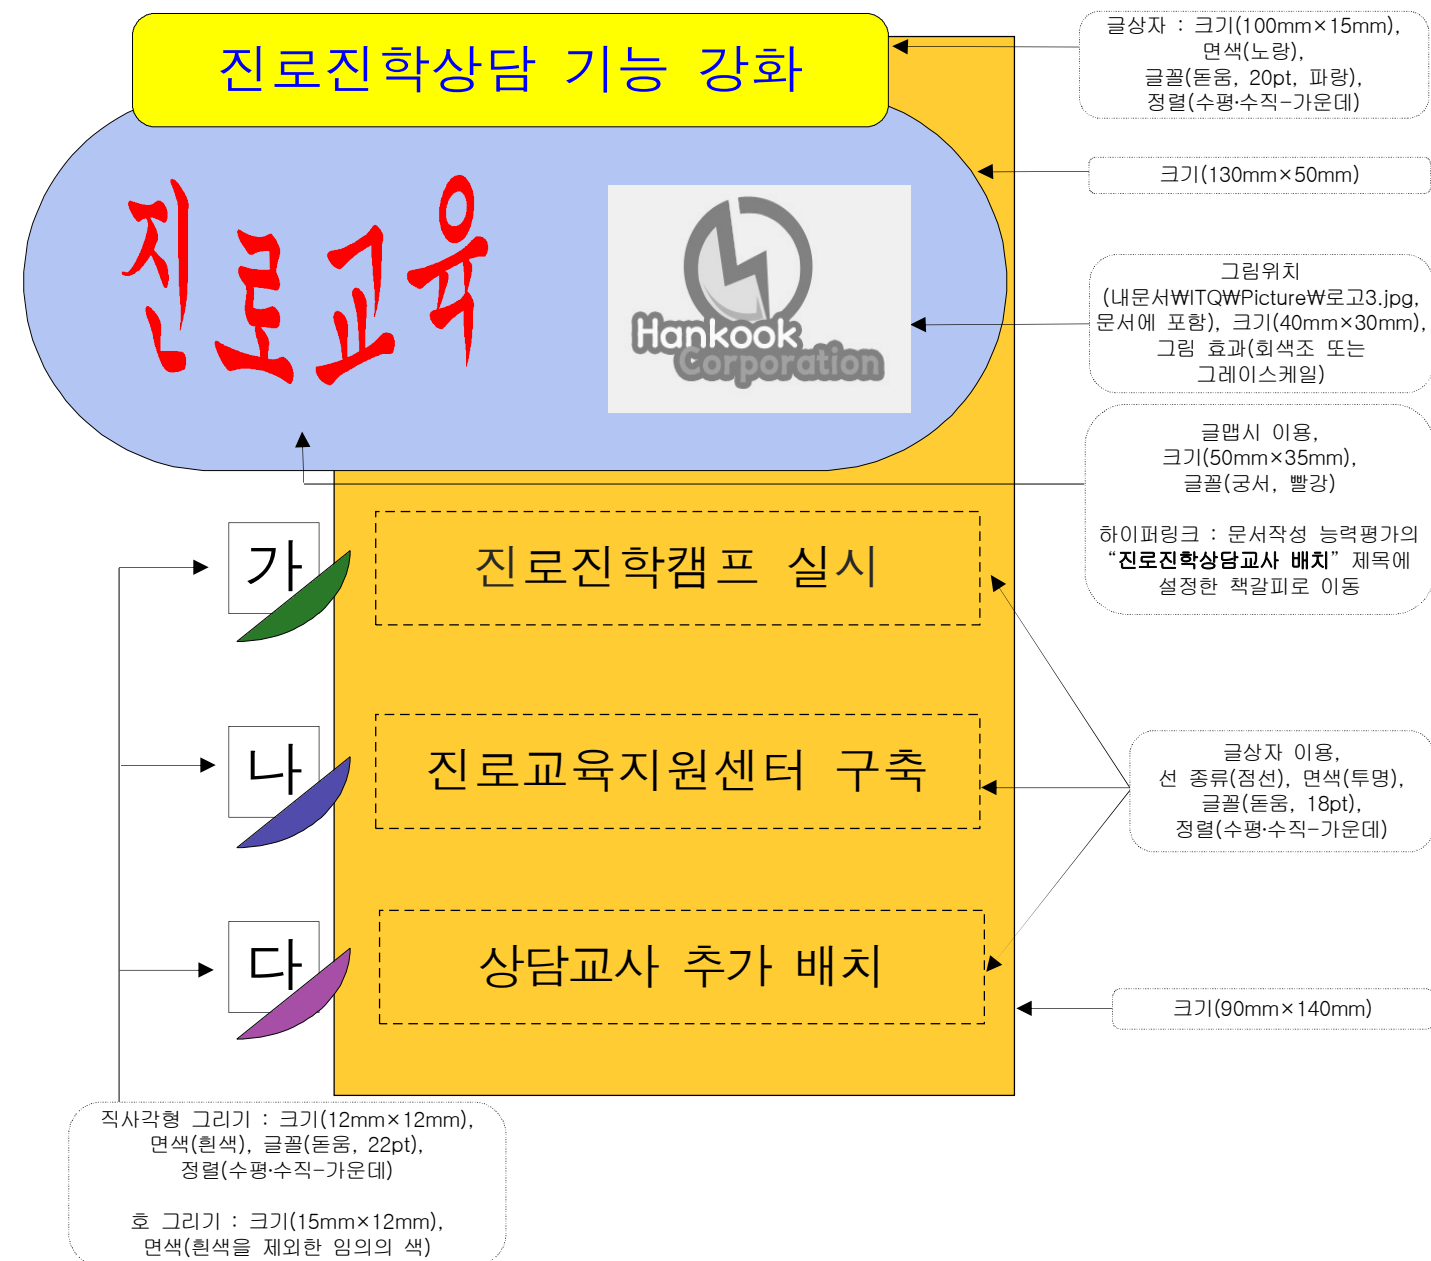 진로진학상담 기능 강화
글상자 : 크기(100mm×15mm),
면색(노랑),
글꼴(돋움, 20pt, 파랑),
정렬(수평·수직-가운데)
크기(130mm×50mm)
진로교육
Hankook
Corporation
그림위치
(내문서₩ITQ₩Picture₩로고3.jpg,
문서에 포함), 크기(40mm×30mm),
그림 효과(회색조 또는
그레이스케일)
글맵시 이용,
크기(50mm×35mm),
글꼴(궁서, 빨강)
하이퍼링크 : 문서작성 능력평가의
“진로진학상담교사 배치” 제목에
설정한 책갈피로 이동
가
진로진학캠프 실시
나
진로교육지원센터 구축
글상자 이용,
선 종류(점선), 면색(투명),
글꼴(돋움, 18pt),
정렬(수평·수직-가운데)
다
상담교사 추가 배치
크기(90mm×140mm)
직사각형 그리기 : 크기(12mm×12mm),
면색(흰색), 글꼴(돋움, 22pt),
정렬(수평·수직-가운데)
호 그리기 : 크기(15mm×12mm),
면색(흰색을 제외한 임의의 색)